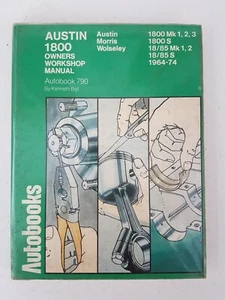 AUSTIN
1800
OWNERS
WORKSHOP
MANUAL
Autobook 790
By Kenneth Ball
Austin 1800 Mk 1, 2, 3
Morris 1800 S
Wolseley 18/85 Mk 1, 2
18/85 S
1964-74
Autobooks